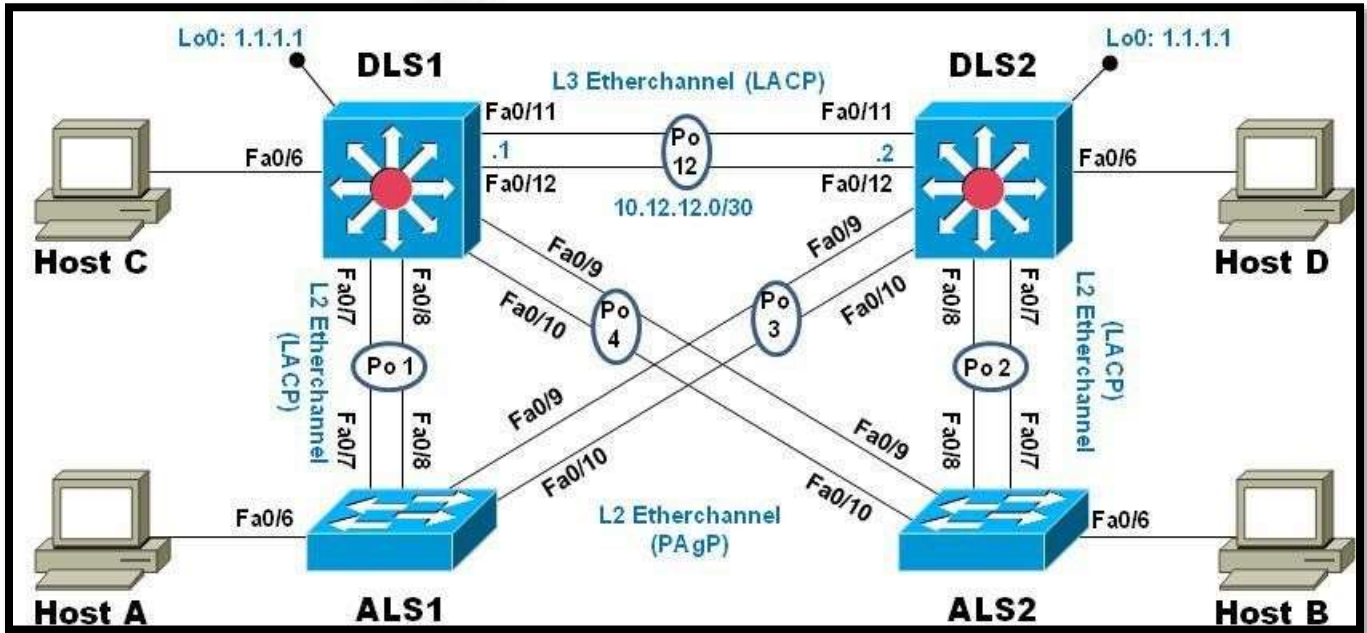 Lo0: 1.1.1.1
Lo0: 1.1.1.1
DLS1
DLS2
L3 Etherchannel (LACP)
Fa0/11
Fa0/11
Po
12
.1
.2
Fa0/6
Fa0/6
Fa0/12
Fa0/12
10.12.12.0/30
Host C
Host D
Fa0/9
Fa0/9
Fa0/10
Fa0/10
Fa0/7
Fa0/8
Fa0/8
Fa0/7
L2 Etherchannel
(LACP)
Po
4
Po
3
L2 Etherchannel
(LACP)
Po 1
Po 2
Fa0/7
Fa0/8
Fa0/9
Fa0/10
Fa0/9
Fa0/10
Fa0/8
Fa0/7
L2 Etherchannel
(PAgP)
Fa0/6
Fa0/6
Host A
ALS1
ALS2
Host B